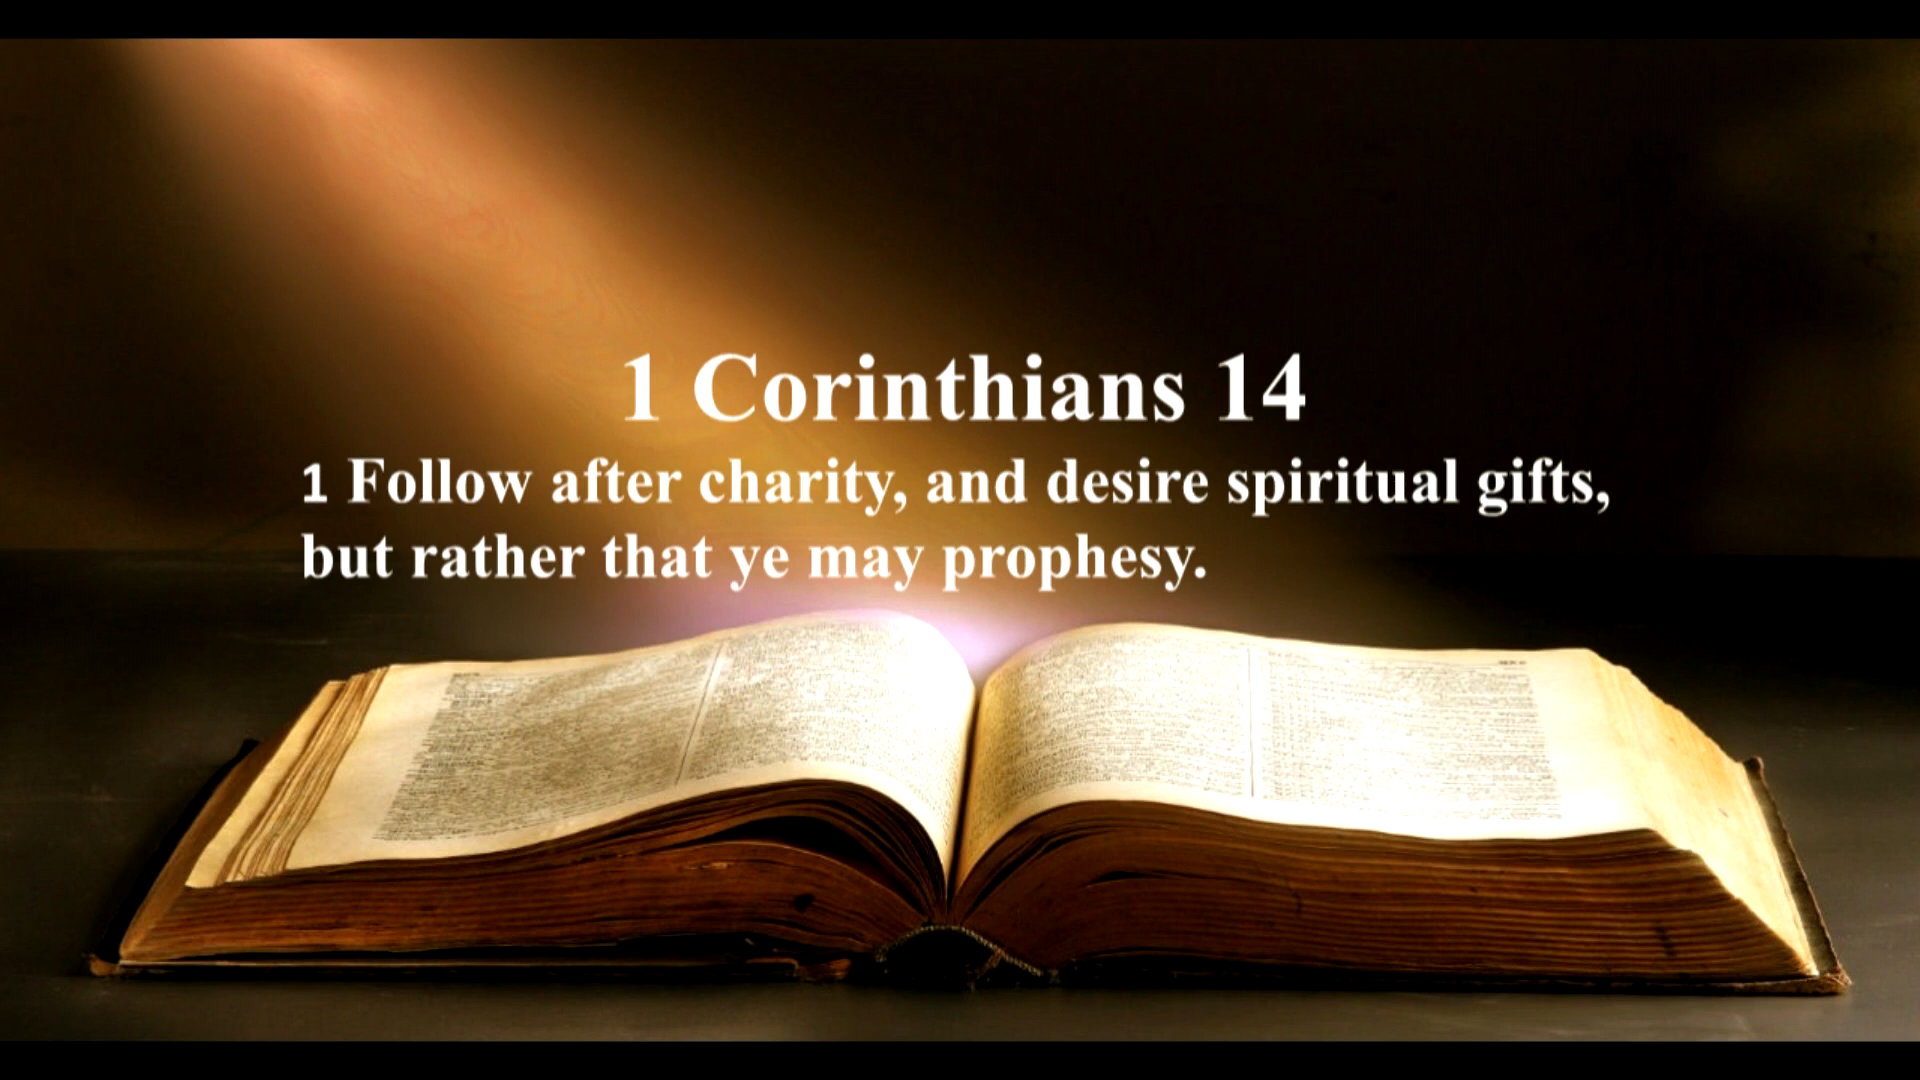 1 Corinthians 14
1 Follow after charity, and desire spiritual gifts,
but rather that ye may prophesy.